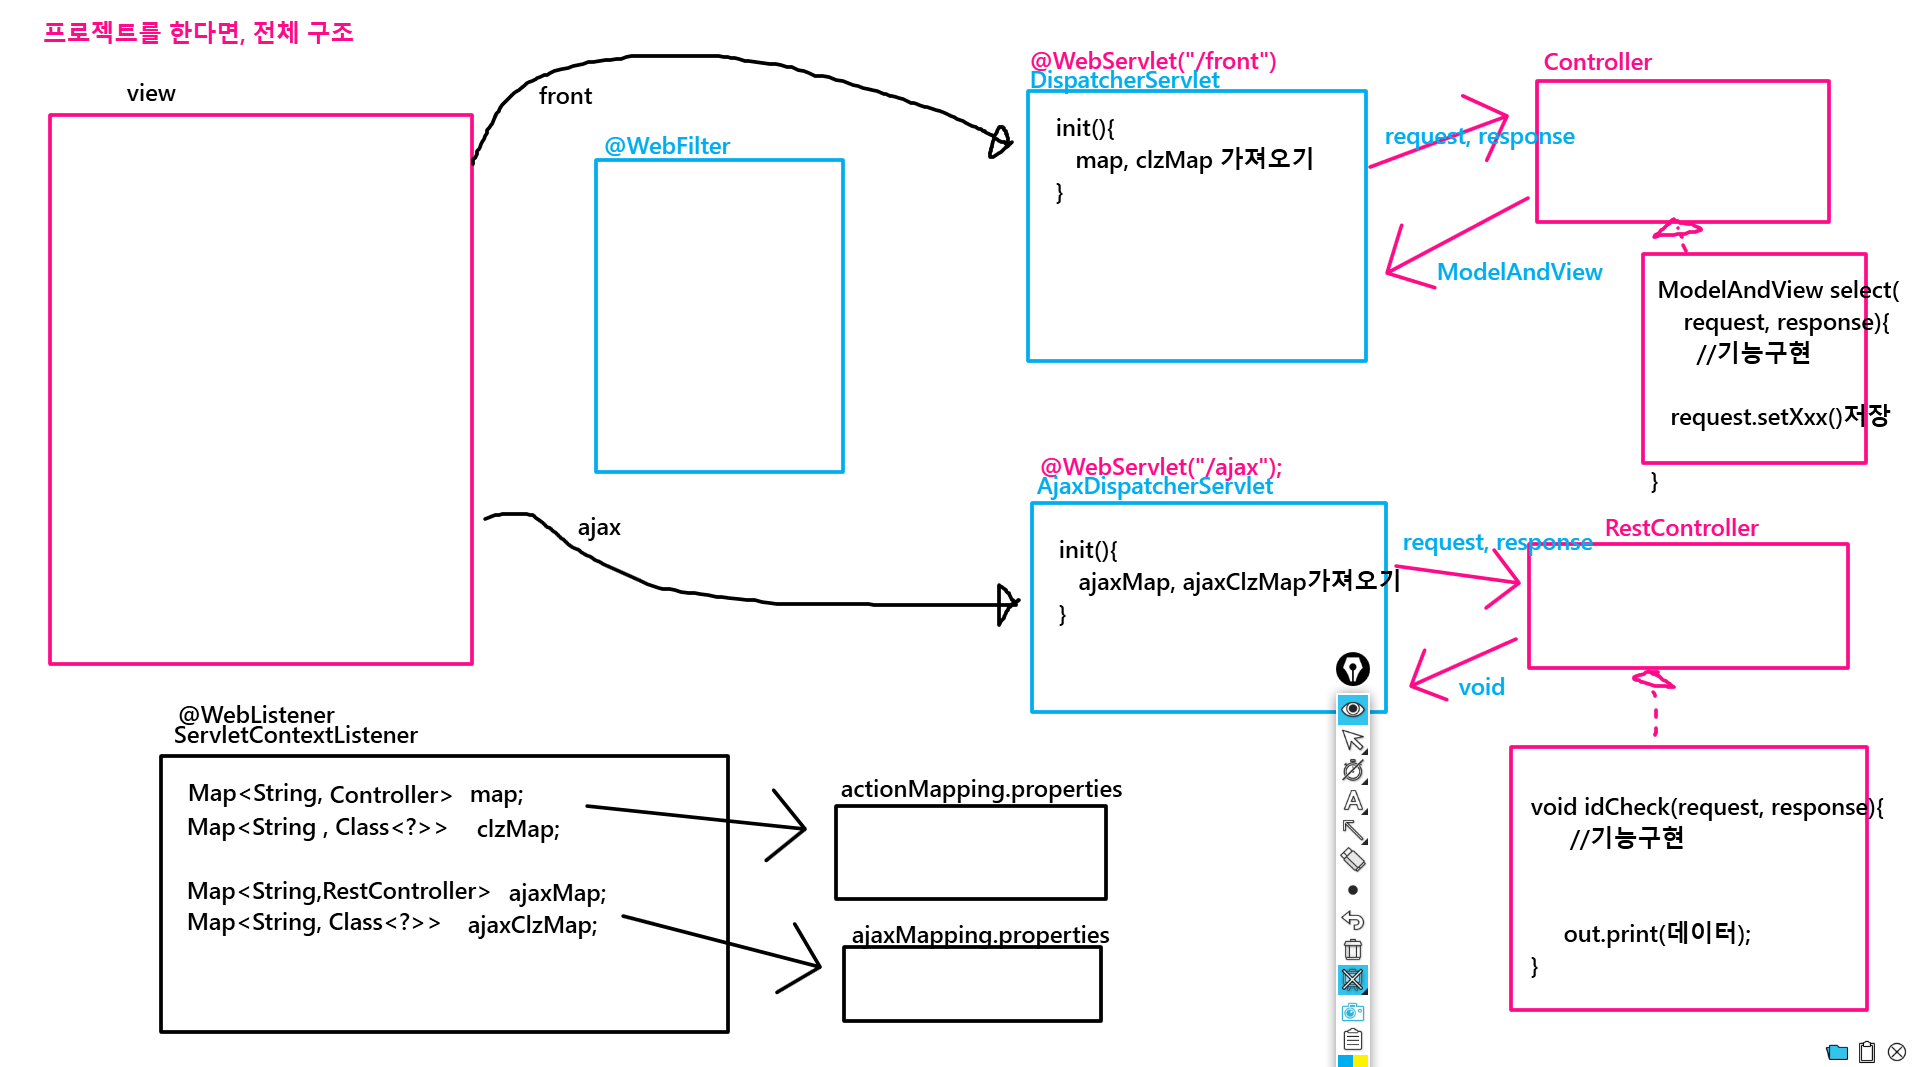 프로젝트를 한다면, 전체 구조
view
front
@WebFilter
@WebServlet("/front")
DispatcherServlet
init(){
map, clzMap 가져오기
}
request, response
Controller
ModelAndView
ModelAndView select(
request, response){
//기능구현
request.setXxx()저장
}
ajax
@WebServlet("/ajax");
AjaxDispatcherServlet
init(){
ajaxMap, ajaxClzMap가져오기
}
request, response
RestController
void
void idCheck(request, response){
//기능구현
out.print(데이터);
}
@WebListener
ServletContextListener
Map<String, Controller> map;
Map<String , Class<?>> clzMap;
Map<String,RestController> ajaxMap;
Map<String, Class<?>> ajaxClzMap;
actionMapping.properties
ajaxMapping.properties